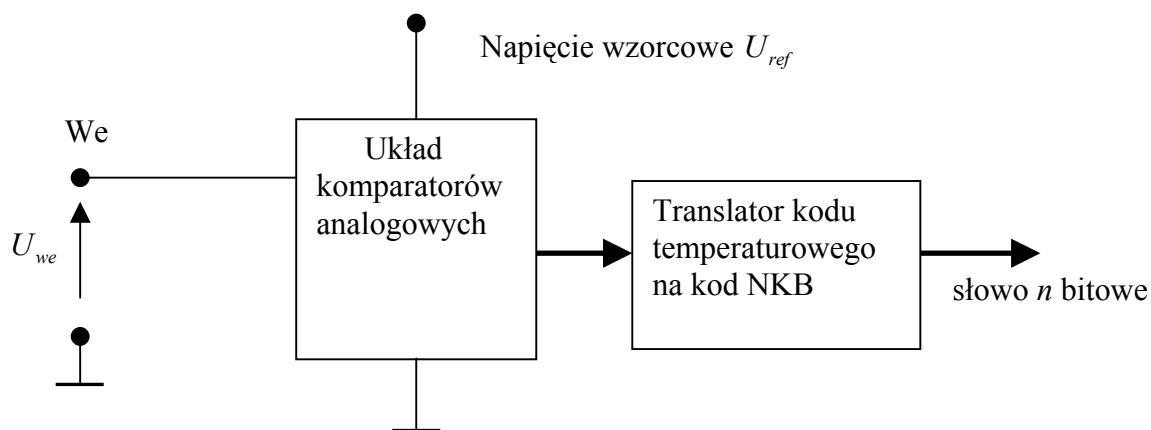 Napięcie wzorcowe U_ref
We
Układ
komparatorów
analogowych
Translator kodu
temperaturowego
na kod NKB
U_we
słowo n bitowe